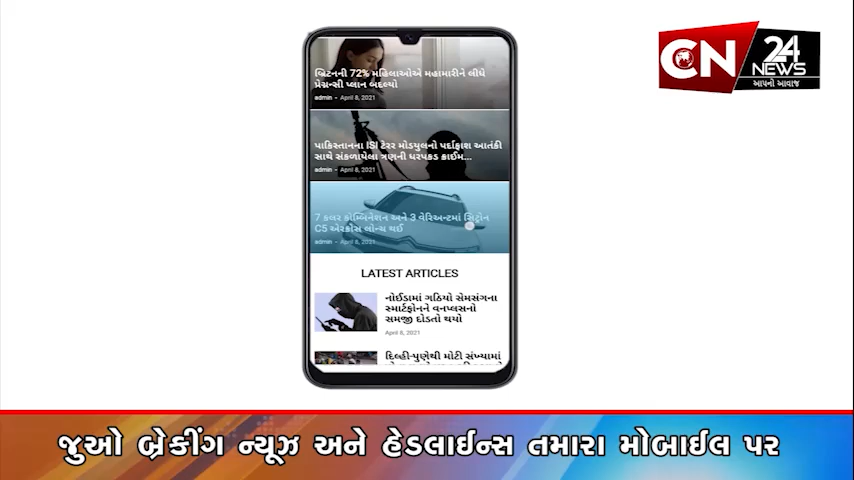 બ્રિટનની 72% મહિલાઓએ મહામારીને લીધે
પ્રેગ્નન્સી પ્લાન બદલ્યો
admin - April 8, 2021
પાકિસ્તાનના ISI ટેરર મોડયુલનો પર્દાફાશ આતંકી
સાથે સંકળાયેલા ત્રણની ધરપકડ ક્રાઈમ...
admin - April 8, 2021
7 કલર કોમ્બિનેશન અને 3 વેરિઅન્ટમાં સિટ્રોન
C5 એરક્રોસ લોન્ચ થઈ
admin - April 8, 2021
LATEST ARTICLES
નોઈડામાં ગઠિયો સેમસંગના
સ્માર્ટફોનને વનપ્લસનો
સમજી દોડતો થયો
April 8, 2021
દિલ્હી-પુણેથી મોટી સંખ્યામાં
CN
24
NEWS
આપનો અવાજ
જુઓ બ્રેકીંગ ન્યૂઝ અને હેડલાઈન્સ તમારા મોબાઈલ પર